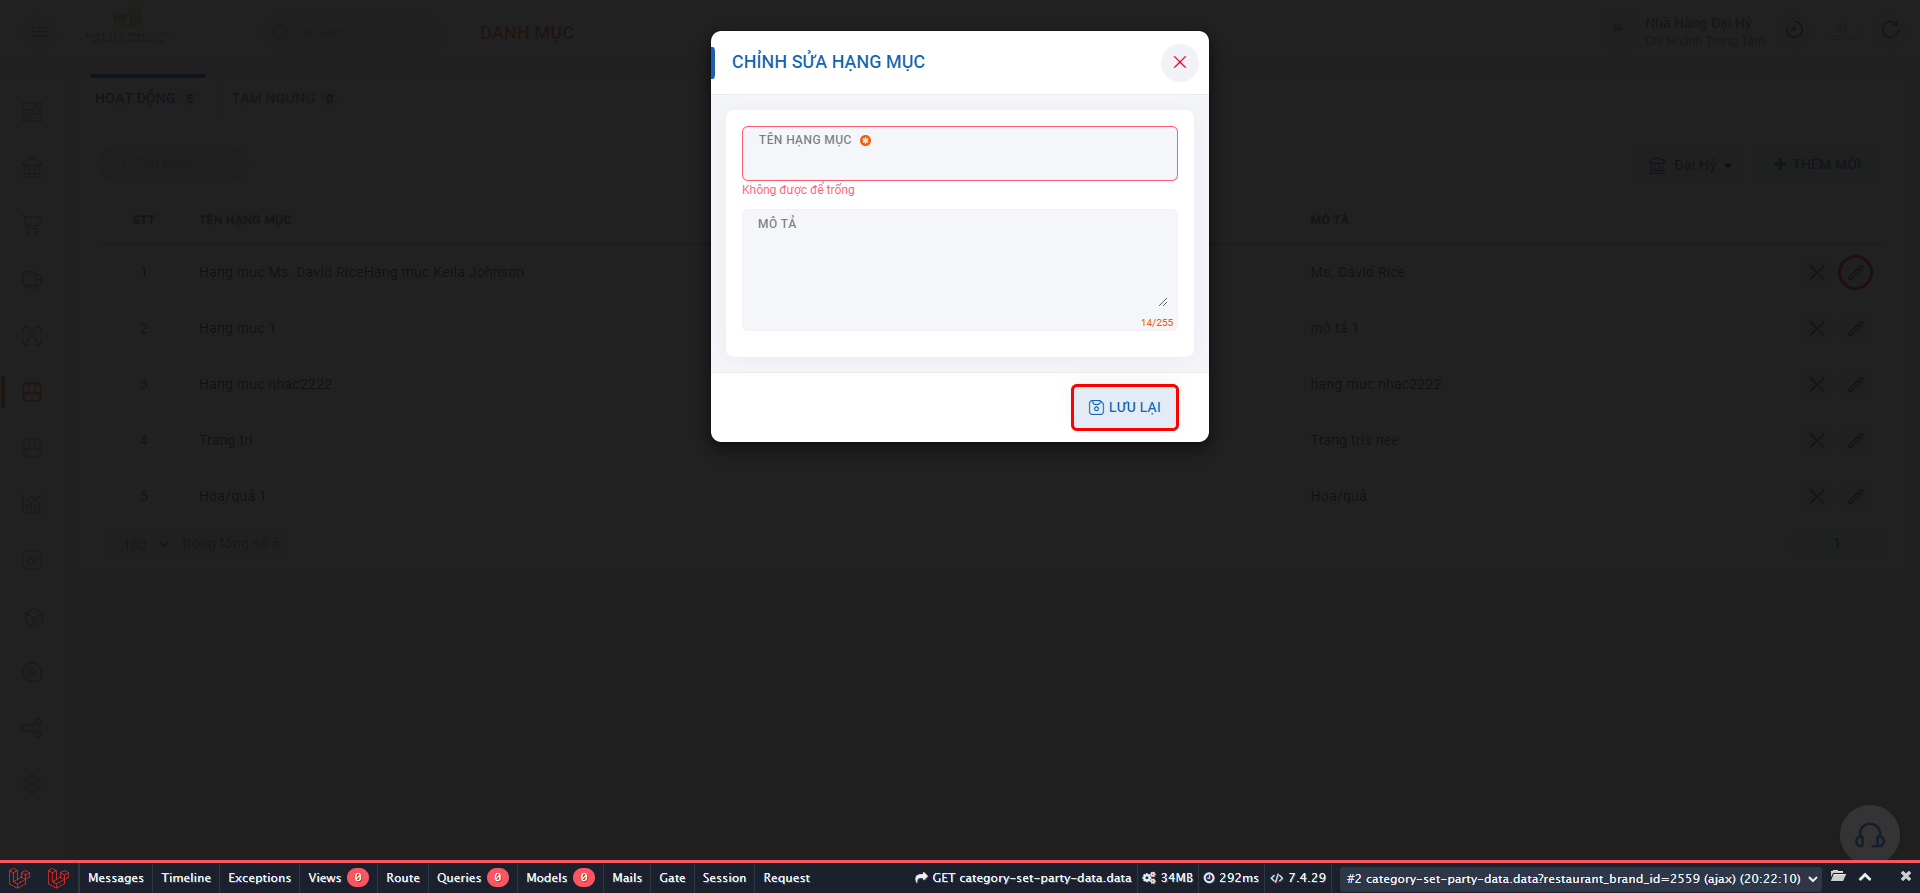 DANH MỤC
Nhà Hàng Đại Hỷ
Chi Nhánh Trung Tâm
HOẠT ĐỘNG 5
TẠM NGƯNG 0
Tìm kiếm
Đại Hỷ
THÊM MỚI
STT TÊN HẠNG MỤC MÔ TẢ
1 Hạng mục Ms. David RiceHạng mục Keila Johnson Ms. David Rice
2 Hạng mục 1 mô tả 1
3 Hang muc nhac2222 hang muc nhac2222
4 Trang trí Trang tris nee
5 Hoa/quả 1 Hoa/quả
100 trong tổng số 5 1
CHỈNH SỬA HẠNG MỤC
TÊN HẠNG MỤC
Không được để trống
MÔ TẢ
14/255
LƯU LẠI
Messages Timeline Exceptions Views 0 Route Queries 0 Models 0 Mails Gate Session Request GET category-set-party-data.data 34MB 292ms 7.4.29 #2 category-set-party-data.data?restaurant_brand_id=2559 (ajax) (20:22:10)